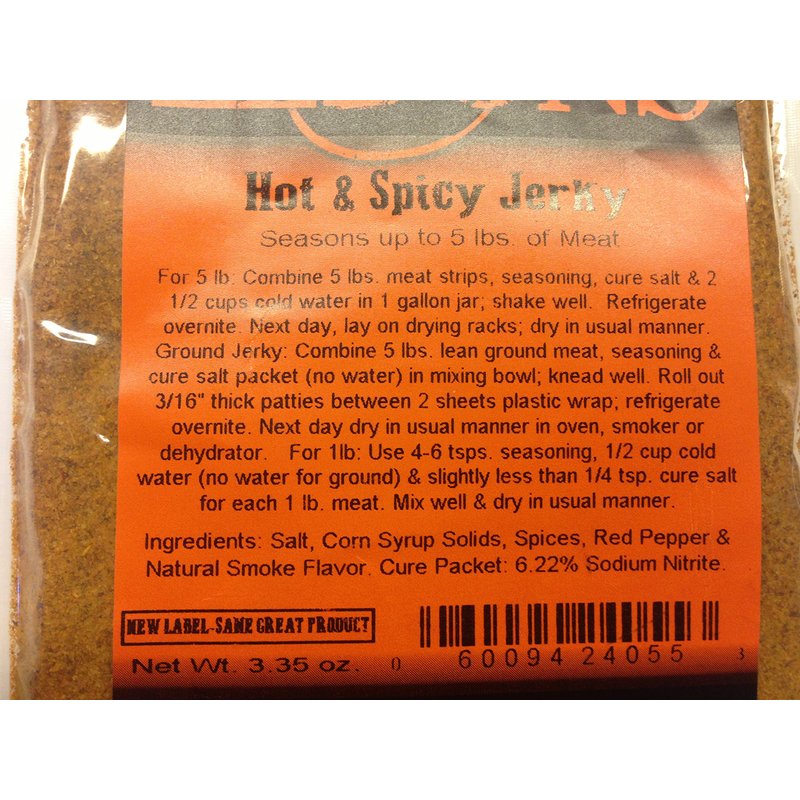 Hot & Spicy Jerky
Seasons up to 5 lbs. of Meat
For 5 lb: Combine 5 lbs. meat strips, seasoning, cure salt & 2
1/2 cups cold water in 1 gallon jar; shake well. Refrigerate
overnite. Next day, lay on drying racks; dry in usual manner.
Ground Jerky: Combine 5 lbs. lean ground meat, seasoning &
cure salt packet (no water) in mixing bowl; knead well. Roll out
3/16" thick patties between 2 sheets plastic wrap; refrigerate
overnite. Next day dry in usual manner in oven, smoker or
dehydrator. For 1lb: Use 4-6 tsps. seasoning, 1/2 cup cold
water (no water for ground) & slightly less than 1/4 tsp. cure salt
for each 1 lb. meat. Mix well & dry in usual manner.
Ingredients: Salt, Corn Syrup Solids, Spices, Red Pepper &
Natural Smoke Flavor. Cure Packet: 6.22% Sodium Nitrite.
NEW LABEL-SAME GREAT PRODUCT
Net Wt. 3.35 oz.
0 60094 24055 3